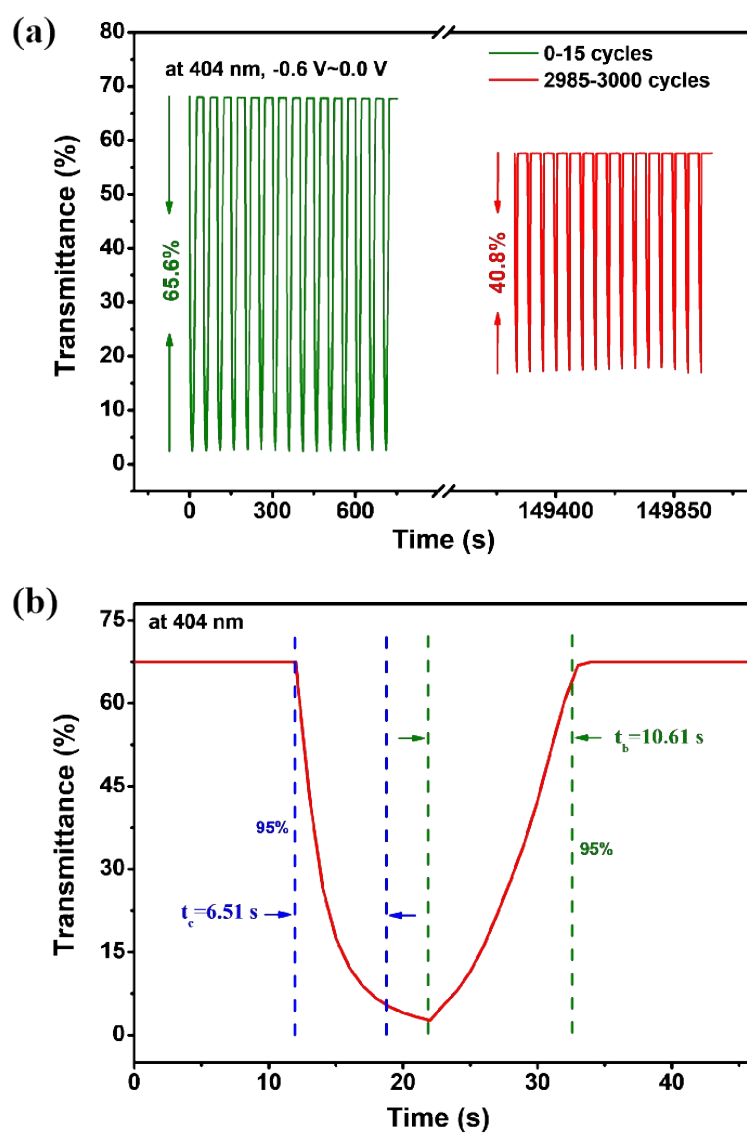 (a)
80
70
60
50
40
30
20
10
0
Transmittance (%)
at 404 nm, -0.6 V~0.0 V
0-15 cycles
2985-3000 cycles
65.6%
40.8%
0
300
600
149400
149850
Time (s)
(b)
75
60
45
30
15
0
Transmittance (%)
at 404 nm
95%
t_c=6.51 s
t_b=10.61 s
95%
0
10
20
30
40
Time (s)